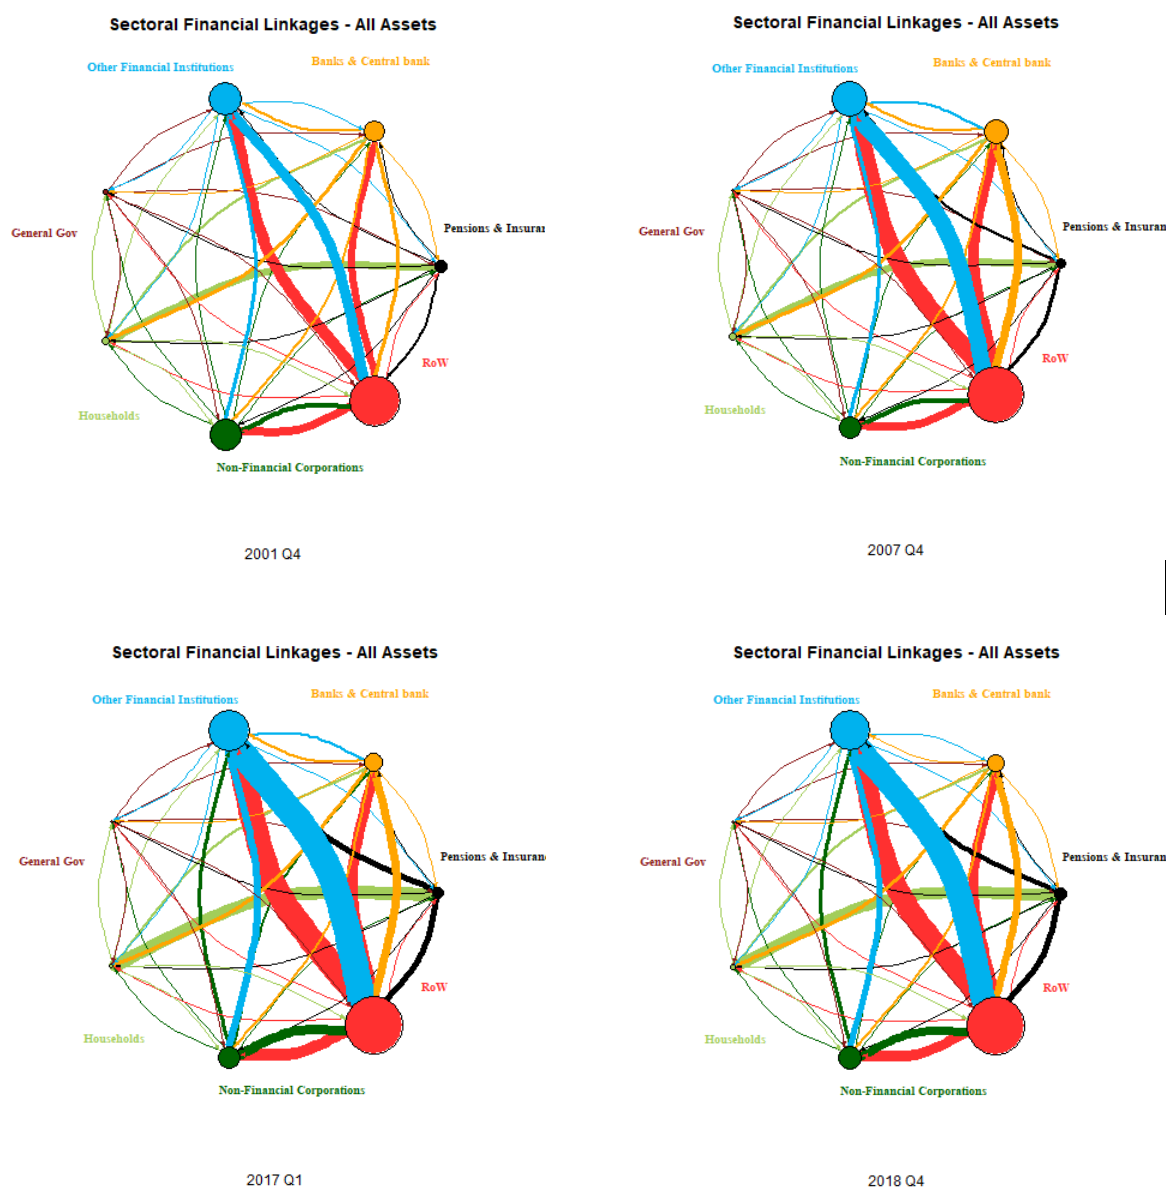 Sectoral Financial Linkages - All Assets
Other Financial Institutions
Banks & Central bank
General Gov
Pensions & Insuran
RoW
Households
Non-Financial Corporations
2001 Q4
Sectoral Financial Linkages - All Assets
Other Financial Institutions
Banks & Central bank
General Gov
Pensions & Insuran
RoW
Households
Non-Financial Corporations
2007 Q4
Sectoral Financial Linkages - All Assets
Other Financial Institutions
Banks & Central bank
General Gov
Pensions & Insuran
RoW
Households
Non-Financial Corporations
2017 Q1
Sectoral Financial Linkages - All Assets
Other Financial Institutions
Banks & Central bank
General Gov
Pensions & Insuran
RoW
Households
Non-Financial Corporations
2018 Q4